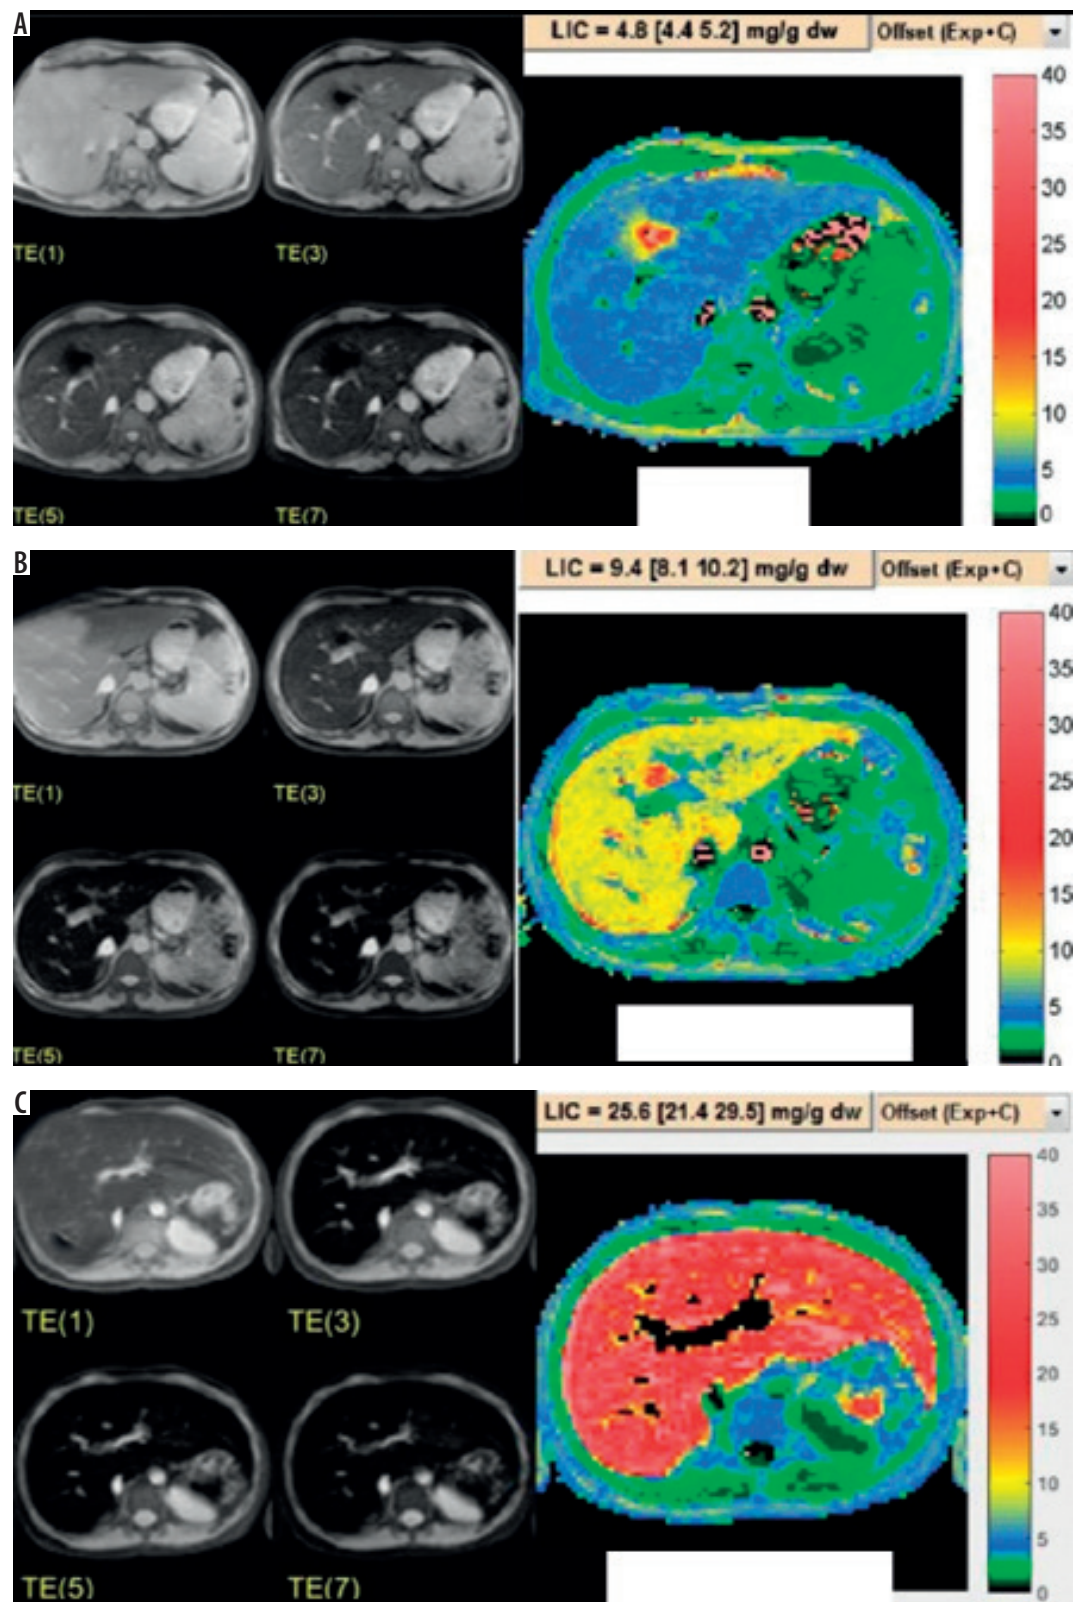 A
LIC = 4.8 [4.4 5.2] mg/g dw
Offset (Exp+C)
TE(1)
TE(3)
TE(5)
TE(7)
40
35
30
25
20
15
10
5
0
B
LIC = 9.4 [8.1 10.2] mg/g dw
Offset (Exp+C)
TE(1)
TE(3)
TE(5)
TE(7)
40
35
30
25
20
15
10
5
0
C
LIC = 25.6 [21.4 29.5] mg/g dw
Offset (Exp+C)
TE(1)
TE(3)
TE(5)
TE(7)
40
35
30
25
20
15
10
5
0